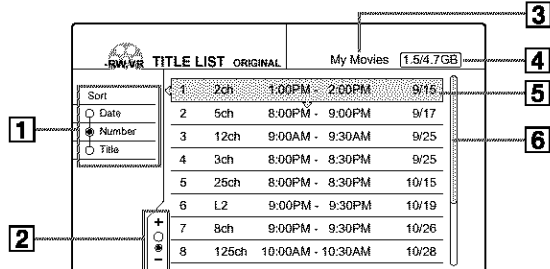 3
-RW VR TITLE LIST ORIGINAL My Movies 1.5/4.7GB 4
Sort
Date
Number
Title
1
1 2ch 1:00PM - 2:00PM 9/15 5
2 5ch 8:00PM - 9:00PM 9/17
3 12ch 9:00AM - 9:30AM 9/25 6
4 3ch 8:00PM - 8:30PM 9/25
5 25ch 8:00PM - 8:30PM 10/15
6 L2 9:00PM - 9:30PM 10/19
7 8ch 9:00PM - 9:30PM 10/26
8 125ch 10:00AM - 10:30AM 10/28
2
+
-